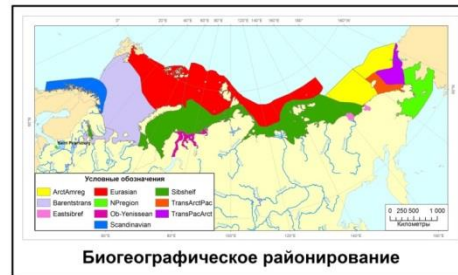 Условные обозначения
ArctAmreg
Eurasian
Sibshelf
Barentstrans
NPregion
TransArctPac
Eastsibref
Ob-Yenissean
TransPacArct
Scandinavian
0 250 500 1 000
Километры
Биогеографическое районирование